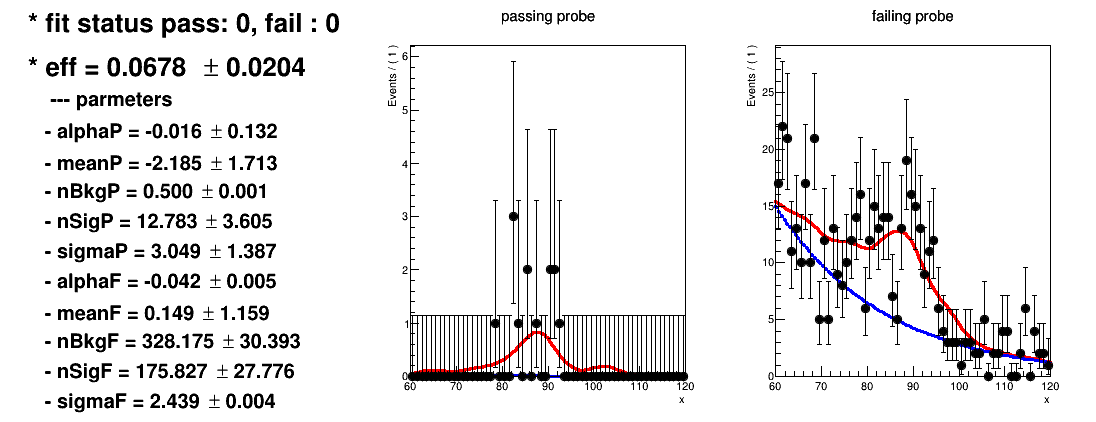 * fit status pass: 0, fail : 0
* eff = 0.0678 ± 0.0204
--- parmeters
- alphaP = -0.016 ± 0.132
- meanP = -2.185 ± 1.713
- nBkgP = 0.500 ± 0.001
- nSigP = 12.783 ± 3.605
- sigmaP = 3.049 ± 1.387
- alphaF = -0.042 ± 0.005
- meanF = 0.149 ± 1.159
- nBkgF = 328.175 ± 30.393
- nSigF = 175.827 ± 27.776
- sigmaF = 2.439 ± 0.004
passing probe
Events / ( 1 )
6
5
4
3
2
1
0
60 70 80 90 100 110 120
x
failing probe
Events / ( 1 )
25
20
15
10
5
0
60 70 80 90 100 110 120
x